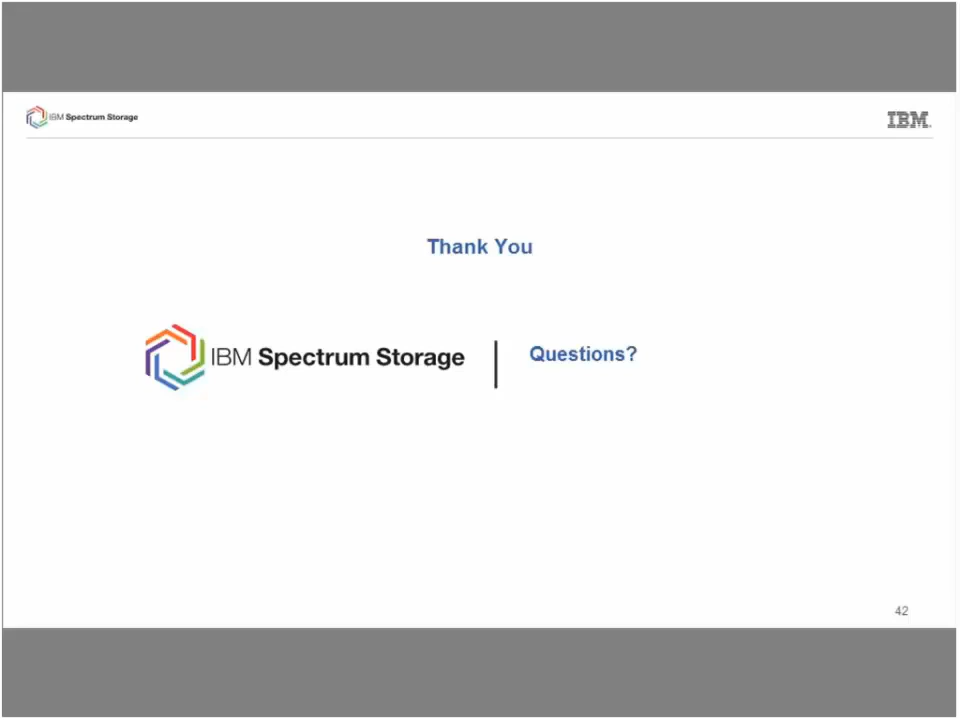 IBM Spectrum Storage
IBM
Thank You
IBM Spectrum Storage
Questions?
42